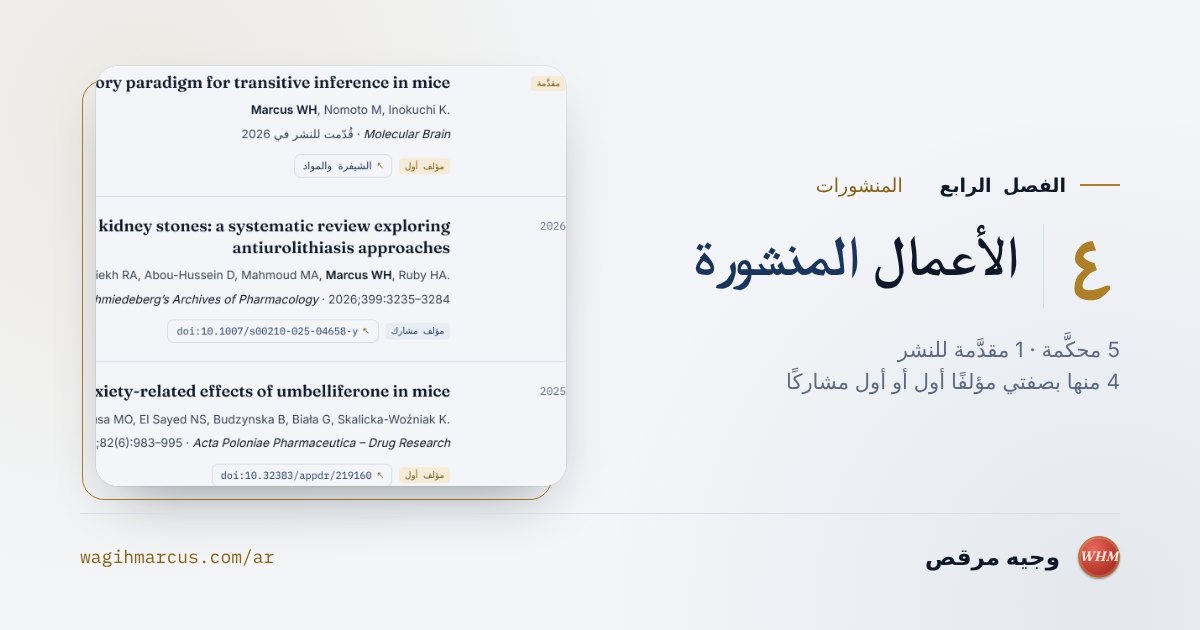 الفصل الرابع المنشورات
٤
الأعمال المنشورة
5 محكَّمة · 1 مقدَّمة للنشر
4 منها بصفتي مؤلفًا أول أو أول مشاركًا
مقدَّمة
ory paradigm for transitive inference in mice
Marcus WH, Nomoto M, Inokuchi K.
Molecular Brain · قُدّمت للنشر في 2026
مؤلف أول
الشيفرة والمواد ↖
2026
kidney stones: a systematic review exploring
antiurolithiasis approaches
iekh RA, Abou-Hussein D, Mahmoud MA, Marcus WH, Ruby HA.
hmiedeberg’s Archives of Pharmacology · 2026;399:3235–3284
مؤلف مشارك
doi:10.1007/s00210-025-04658-y ↖
2025
xiety-related effects of umbelliferone in mice
usa MO, El Sayed NS, Budzynska B, Biała G, Skalicka-Woźniak K.
;82(6):983–995 · Acta Poloniae Pharmaceutica – Drug Research
مؤلف أول
doi:10.32383/appdr/219160 ↖
WHM
وجيه مرقص
wagihmarcus.com/ar